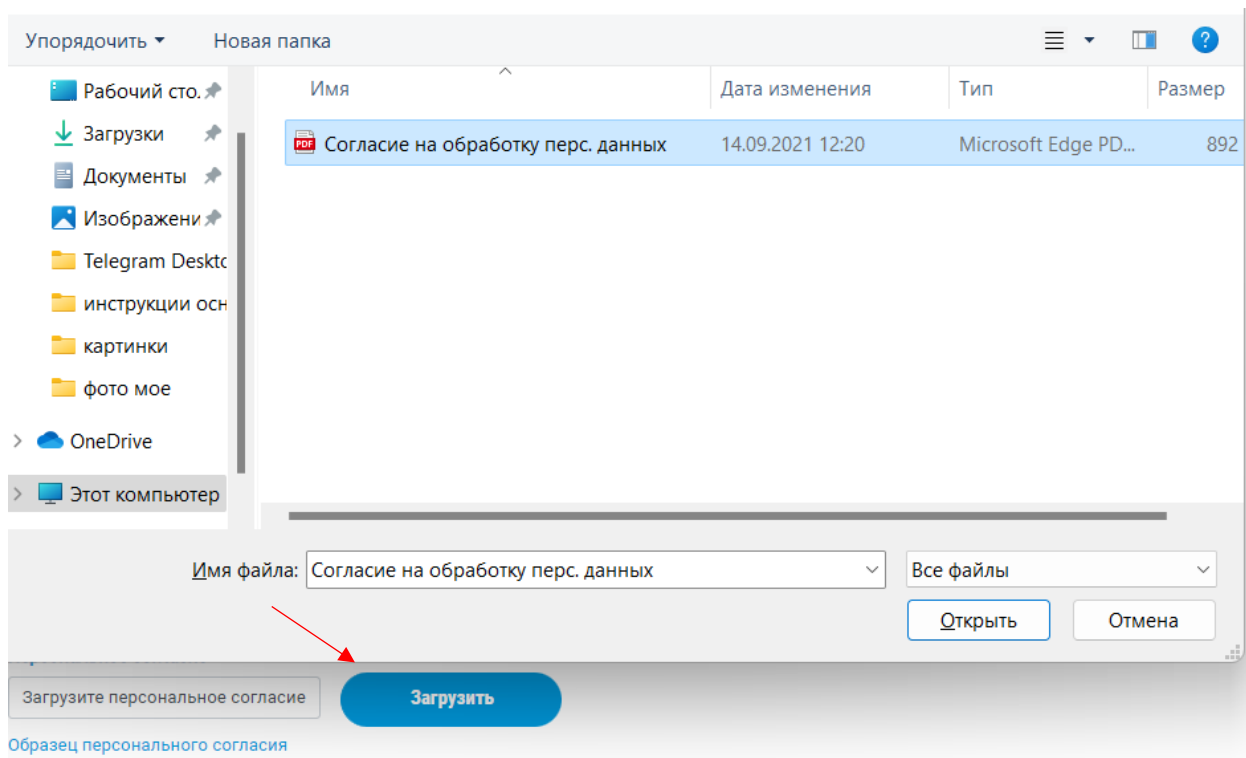 Упорядочить Новая папка ?
Имя Дата изменения Тип Размер
Рабочий сто.
Загрузки
Документы
Изображени
Telegram Deskto
инструкции осн
картинки
фото мое
OneDrive
Этот компьютер
PDF Согласие на обработку перс. данных 14.09.2021 12:20 Microsoft Edge PD... 892
Имя файла: Согласие на обработку перс. данных Все файлы
Открыть Отмена
Загрузите персональное согласие Загрузить
Образец персонального согласия